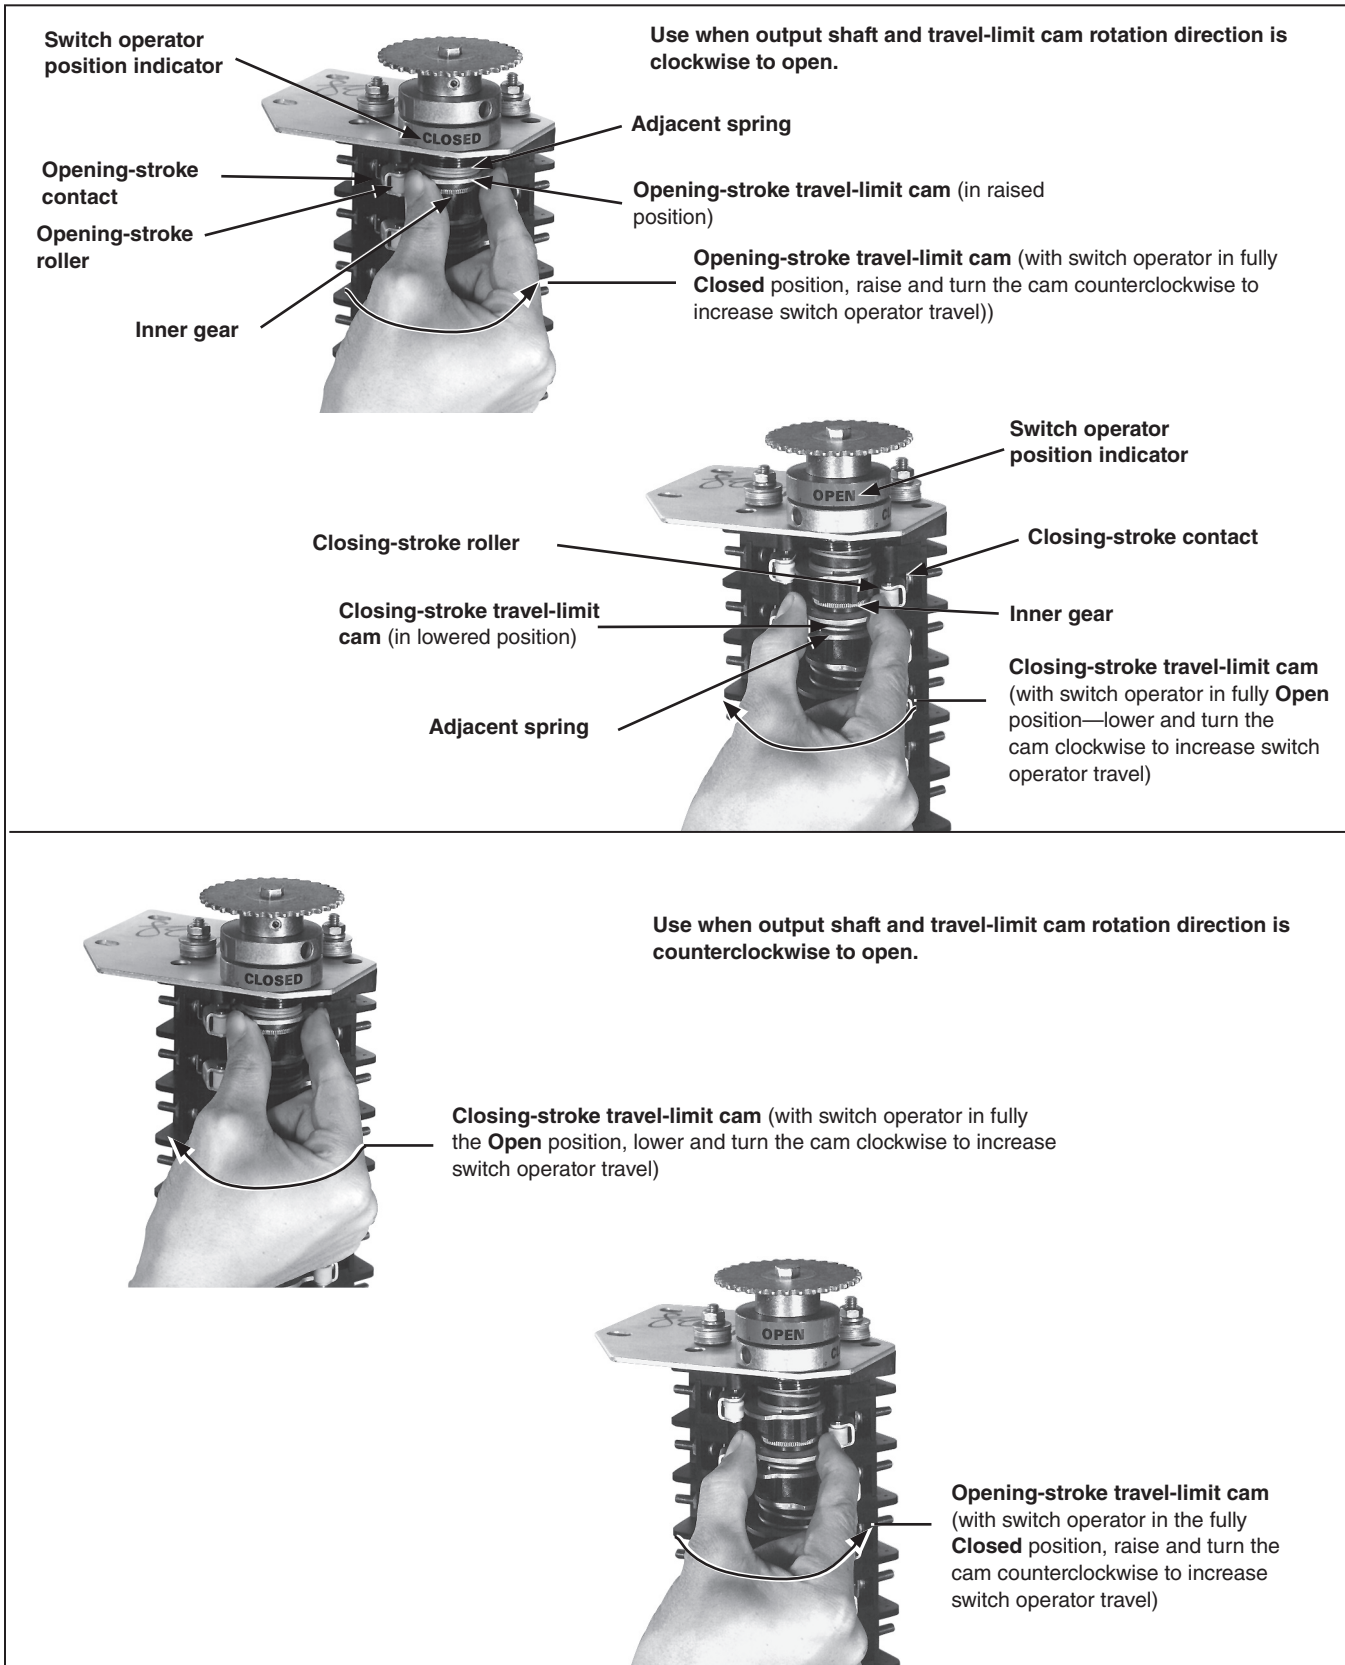 Switch operator
position indicator
Use when output shaft and travel-limit cam rotation direction is
clockwise to open.
CLOSED
Adjacent spring
Opening-stroke
contact
Opening-stroke travel-limit cam (in raised
position)
Opening-stroke
roller
Opening-stroke travel-limit cam (with switch operator in fully
Closed position, raise and turn the cam counterclockwise to
increase switch operator travel))
Inner gear
Switch operator
position indicator
OPEN
Closing-stroke roller
Closing-stroke contact
Closing-stroke travel-limit
cam (in lowered position)
Inner gear
Closing-stroke travel-limit cam
(with switch operator in fully Open
position—lower and turn the
cam clockwise to increase switch
operator travel)
Adjacent spring
Use when output shaft and travel-limit cam rotation direction is
counterclockwise to open.
CLOSED
Closing-stroke travel-limit cam (with switch operator in fully
the Open position, lower and turn the cam clockwise to increase
switch operator travel)
OPEN
Opening-stroke travel-limit cam
(with switch operator in the fully
Closed position, raise and turn the
cam counterclockwise to increase
switch operator travel)